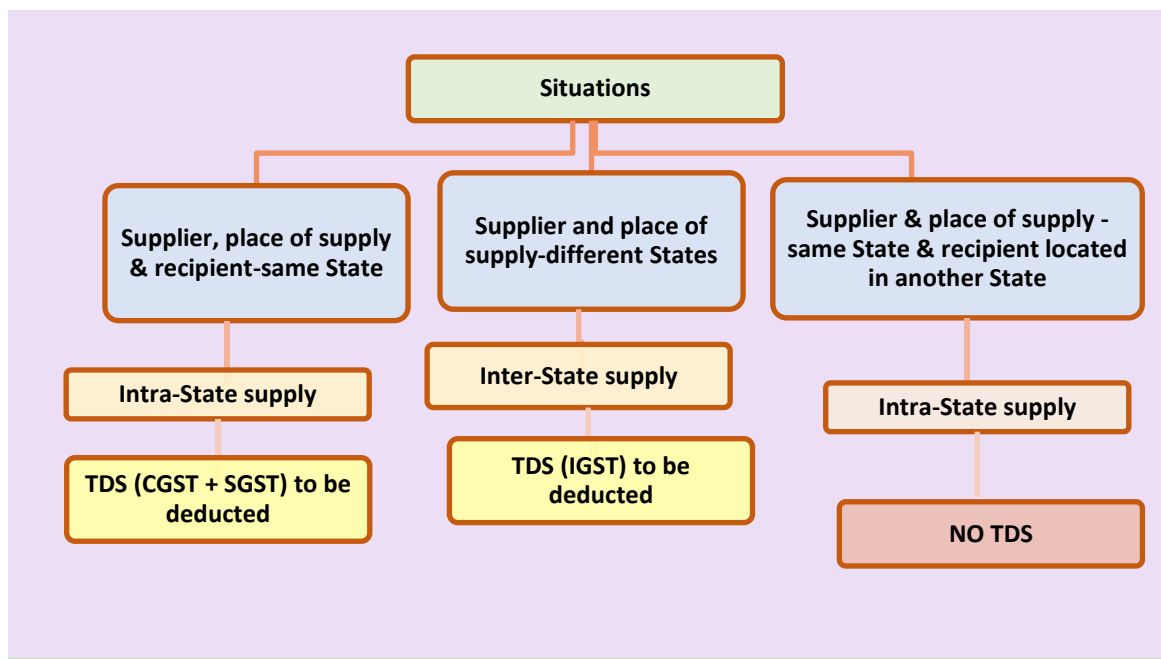 Situations
Supplier, place of supply
& recipient-same State
Supplier and place of
supply-different States
Supplier & place of supply -
same State & recipient located
in another State
Intra-State supply
Inter-State supply
Intra-State supply
TDS (CGST + SGST) to be
deducted
TDS (IGST) to be
deducted
NO TDS